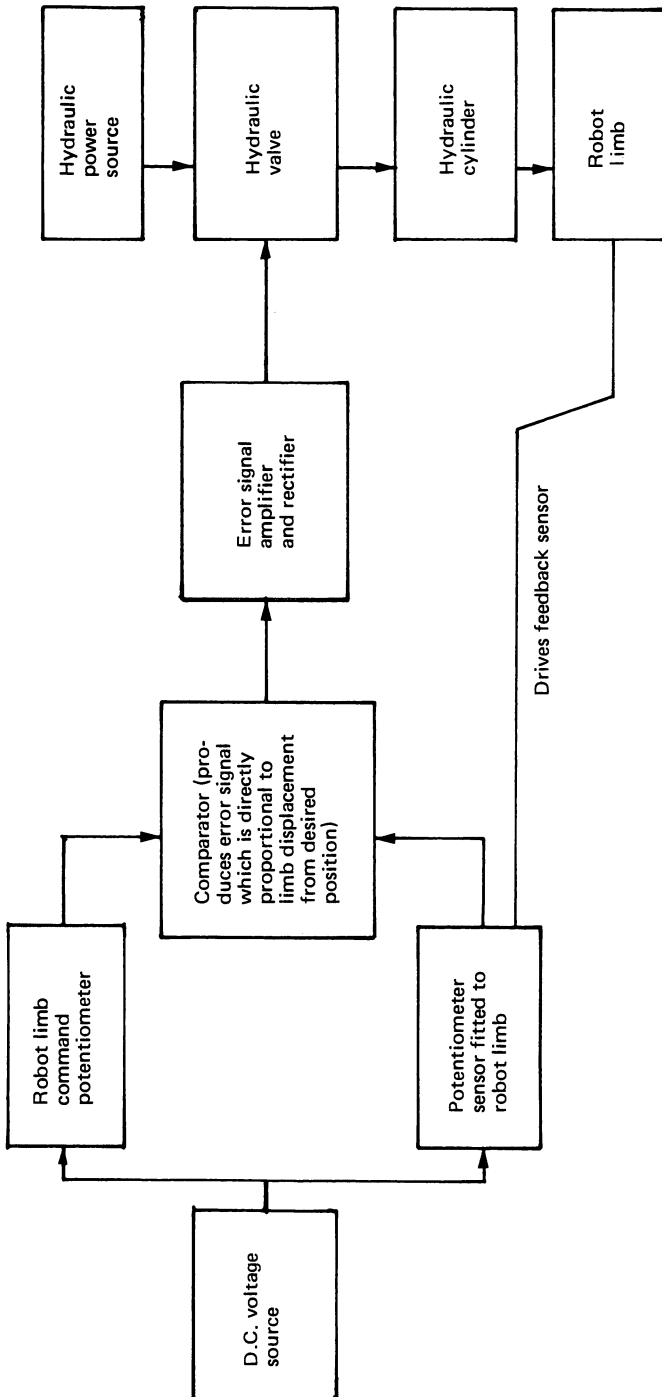 D.C. voltage
source
Robot limb
command
potentiometer
Potentiometer
sensor fitted to
robot limb
Comparator (pro-
duces error signal
which is directly
proportional to
limb displacement
from desired
position)
Error signal
amplifier
and rectifier
Hydraulic
power
source
Hydraulic
valve
Hydraulic
cylinder
Robot
limb
Drives feedback sensor